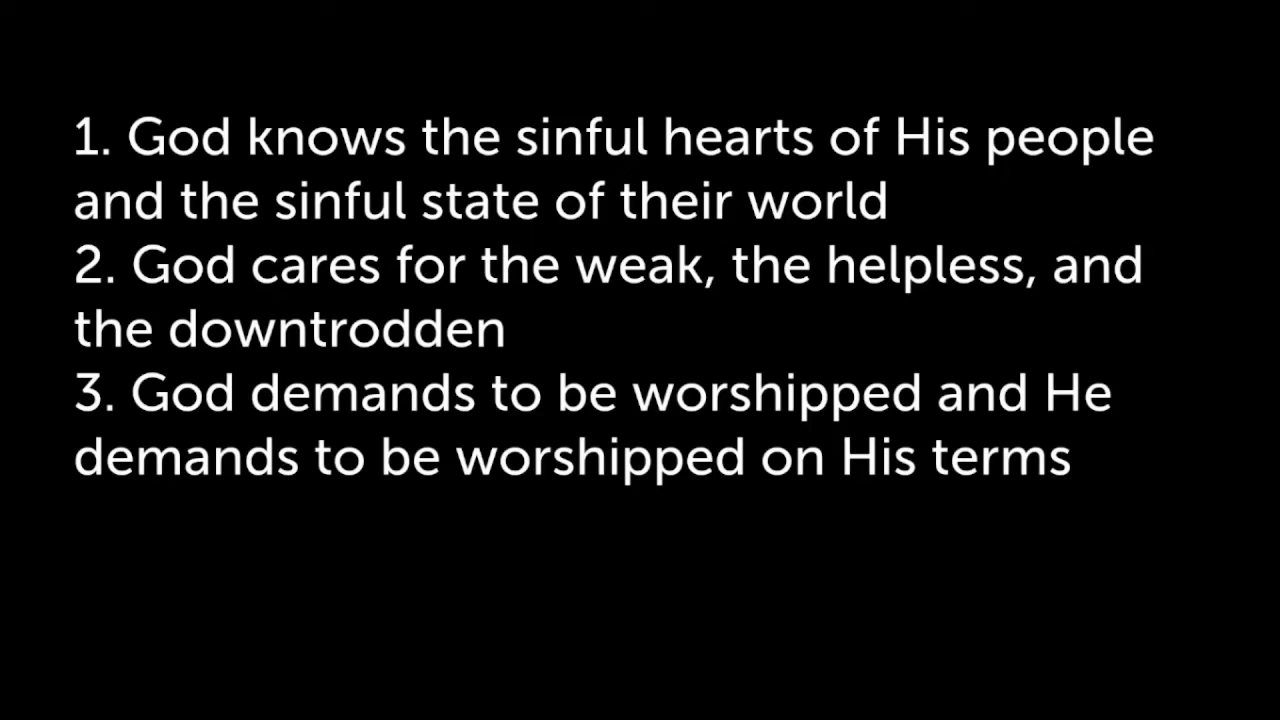 1. God knows the sinful hearts of His people
and the sinful state of their world
2. God cares for the weak, the helpless, and
the downtrodden
3. God demands to be worshipped and He
demands to be worshipped on His terms